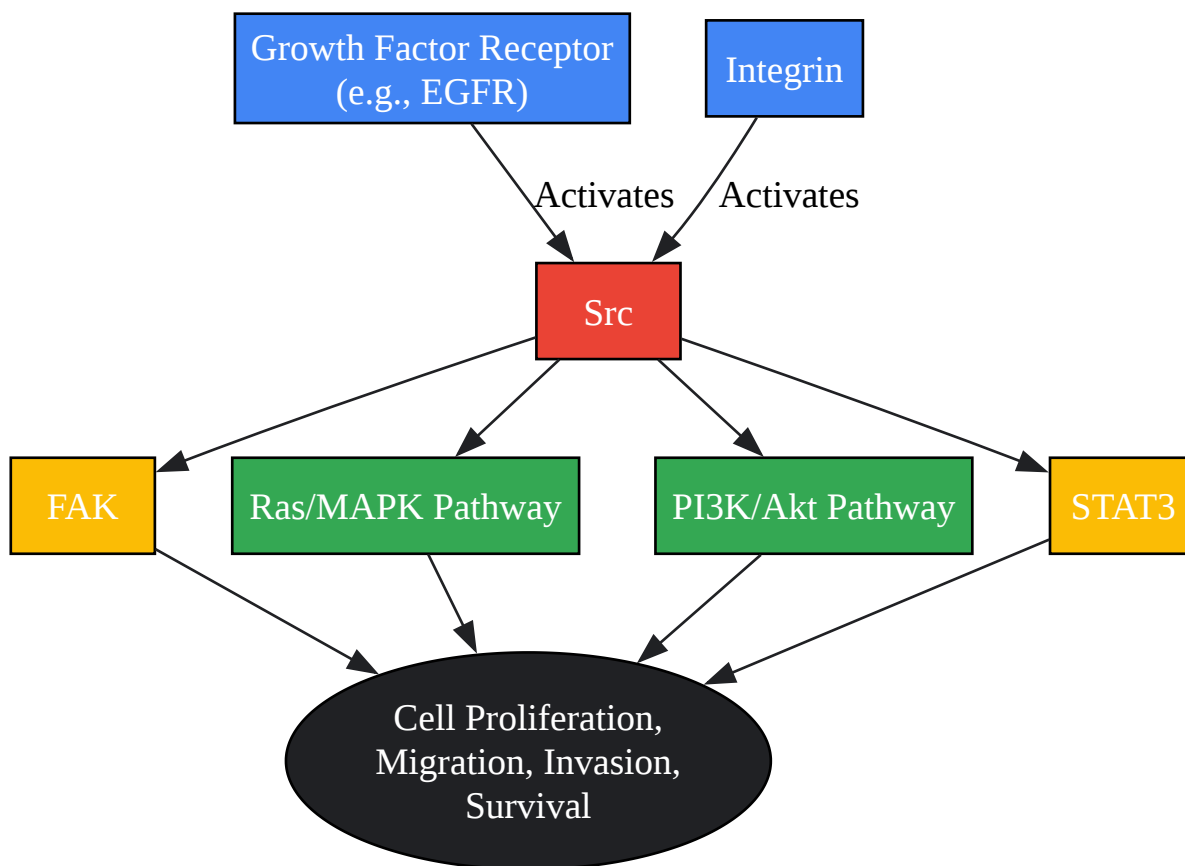 Growth Factor Receptor
(e.g., EGFR)
Integrin
Activates
Activates
Src
FAK
Ras/MAPK Pathway
PI3K/Akt Pathway
STAT3
Cell Proliferation,
Migration, Invasion,
Survival